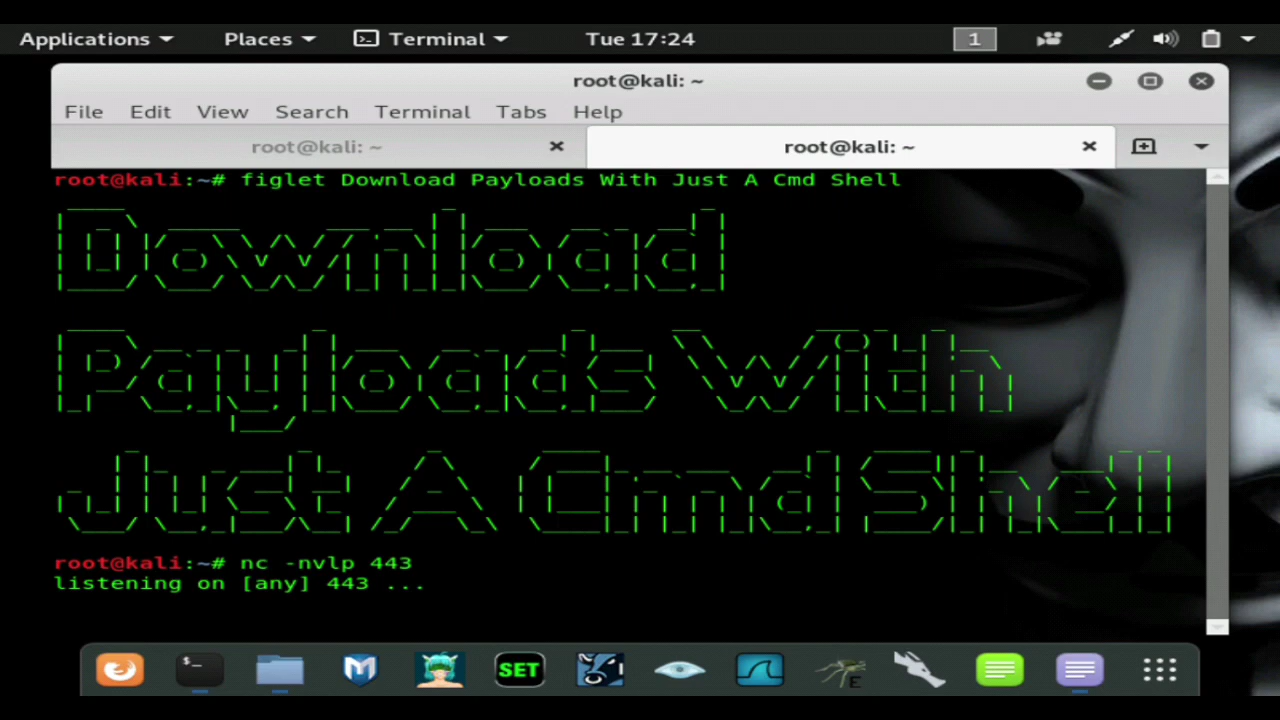 Applications Places Terminal Tue 17:24 1
root@kali: ~
File Edit View Search Terminal Tabs Help
root@kali: ~ root@kali: ~
root@kali:~# figlet Download Payloads With Just A Cmd Shell
Download
Payloads With
Just A Cmd Shell
root@kali:~# nc -nvlp 443
listening on [any] 443 ...
$_ SET E